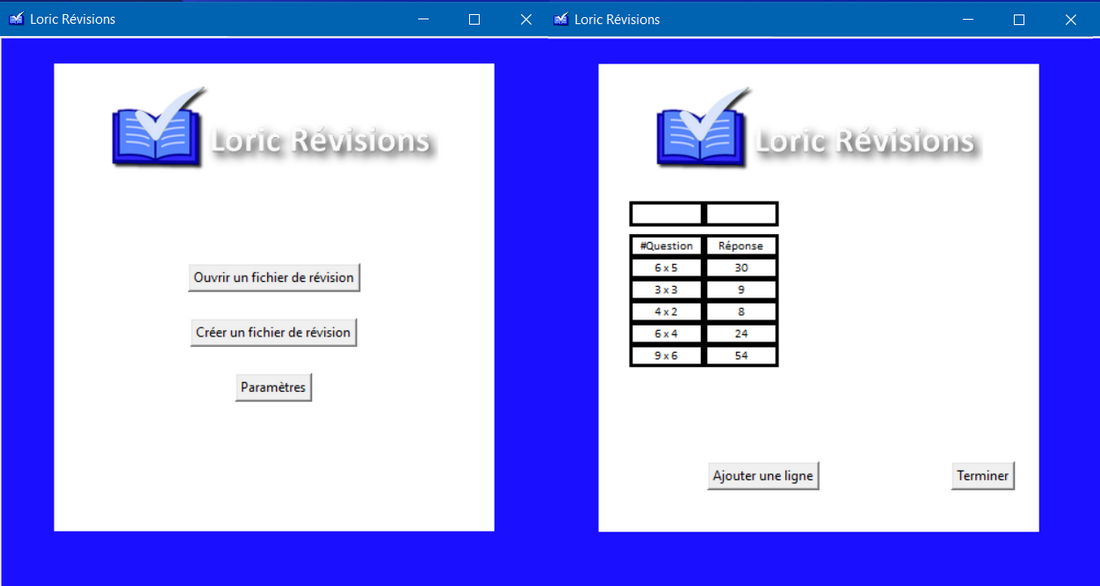 Loric Révisions
Loric Révisions
Ouvrir un fichier de révision
Créer un fichier de révision
Paramètres
Loric Révisions
Loric Révisions
#Question Réponse
6 x 5 30
3 x 3 9
4 x 2 8
6 x 4 24
9 x 6 54
Ajouter une ligne Terminer